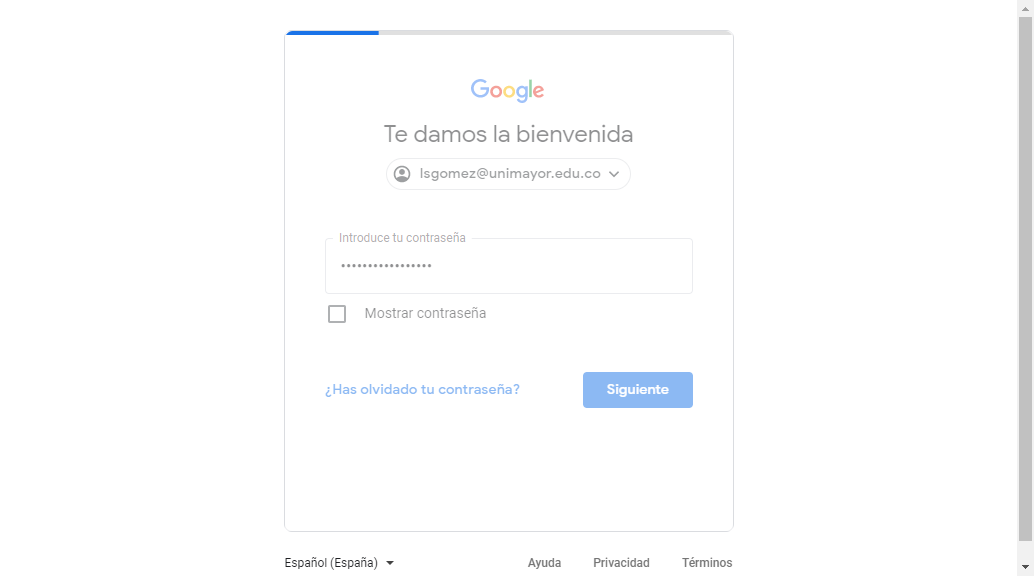 Google
Te damos la bienvenida
lsgomez@unimayor.edu.co
Introduce tu contraseña
•••••••••••••••••
Mostrar contraseña
¿Has olvidado tu contraseña?
Siguiente
Español (España)
Ayuda
Privacidad
Términos